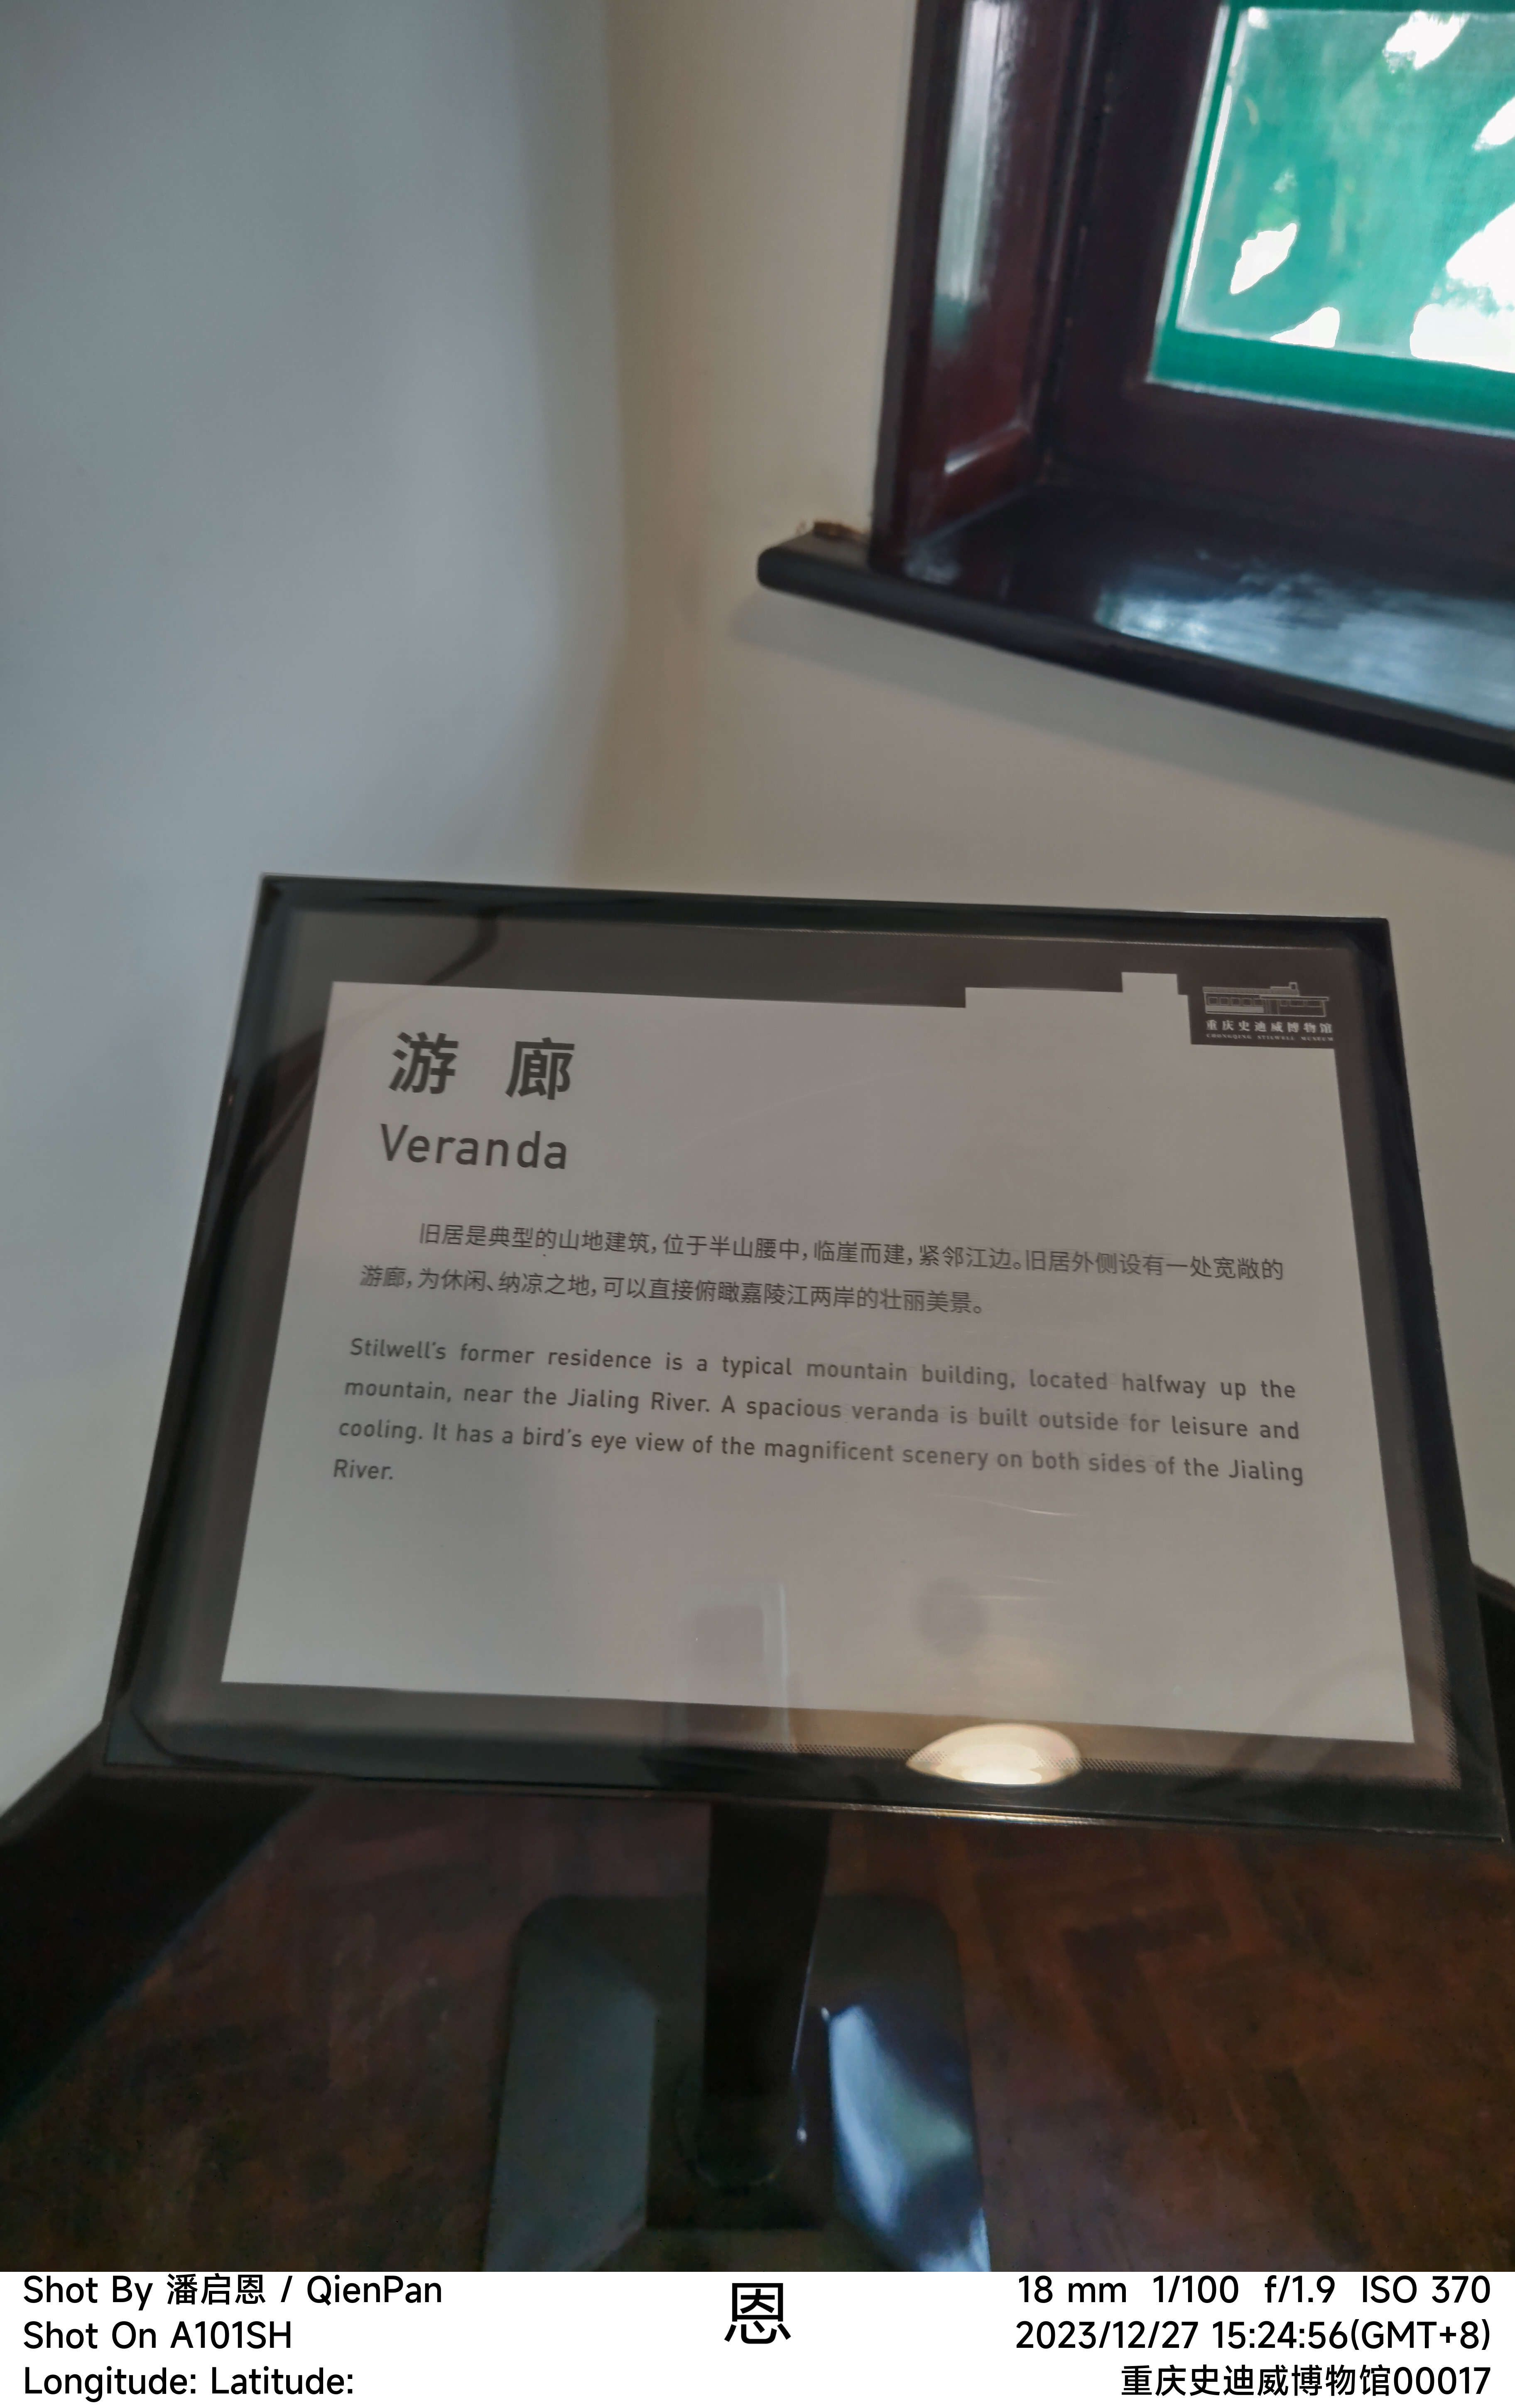 重庆史迪威博物馆
CHONGQING STILWELL MUSEUM
游廊
Veranda
旧居是典型的山地建筑，位于半山腰中，临崖而建，紧邻江边。旧居外侧设有一处宽敞的
游廊，为休闲、纳凉之地，可以直接俯瞰嘉陵江两岸的壮丽美景。
Stilwell's former residence is a typical mountain building, located halfway up the
mountain, near the Jialing River. A spacious veranda is built outside for leisure and
cooling. It has a bird's eye view of the magnificent scenery on both sides of the Jialing
River.
Shot By 潘启恩 / QienPan
Shot On A101SH
Longitude: Latitude:
恩
18 mm 1/100 f/1.9 ISO 370
2023/12/27 15:24:56(GMT+8)
重庆史迪威博物馆00017